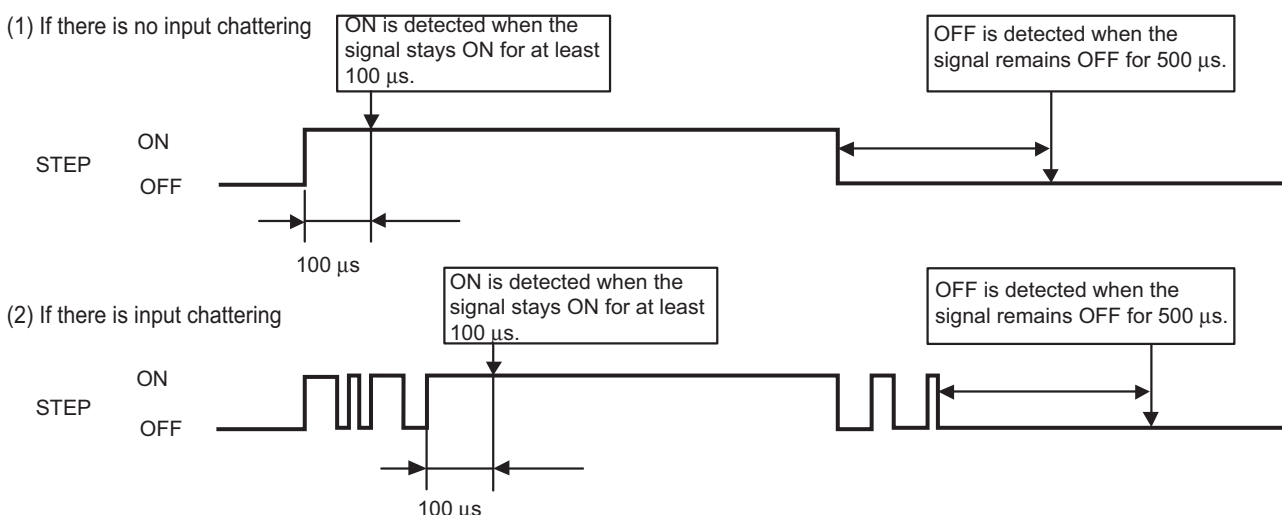 (1) If there is no input chattering
ON is detected when the
signal stays ON for at least
100 μs.
OFF is detected when the
signal remains OFF for 500 μs.
ON
STEP
OFF
100 μs
(2) If there is input chattering
ON is detected when the
signal stays ON for at least
100 μs.
OFF is detected when the
signal remains OFF for 500 μs.
ON
STEP
OFF
100 μs